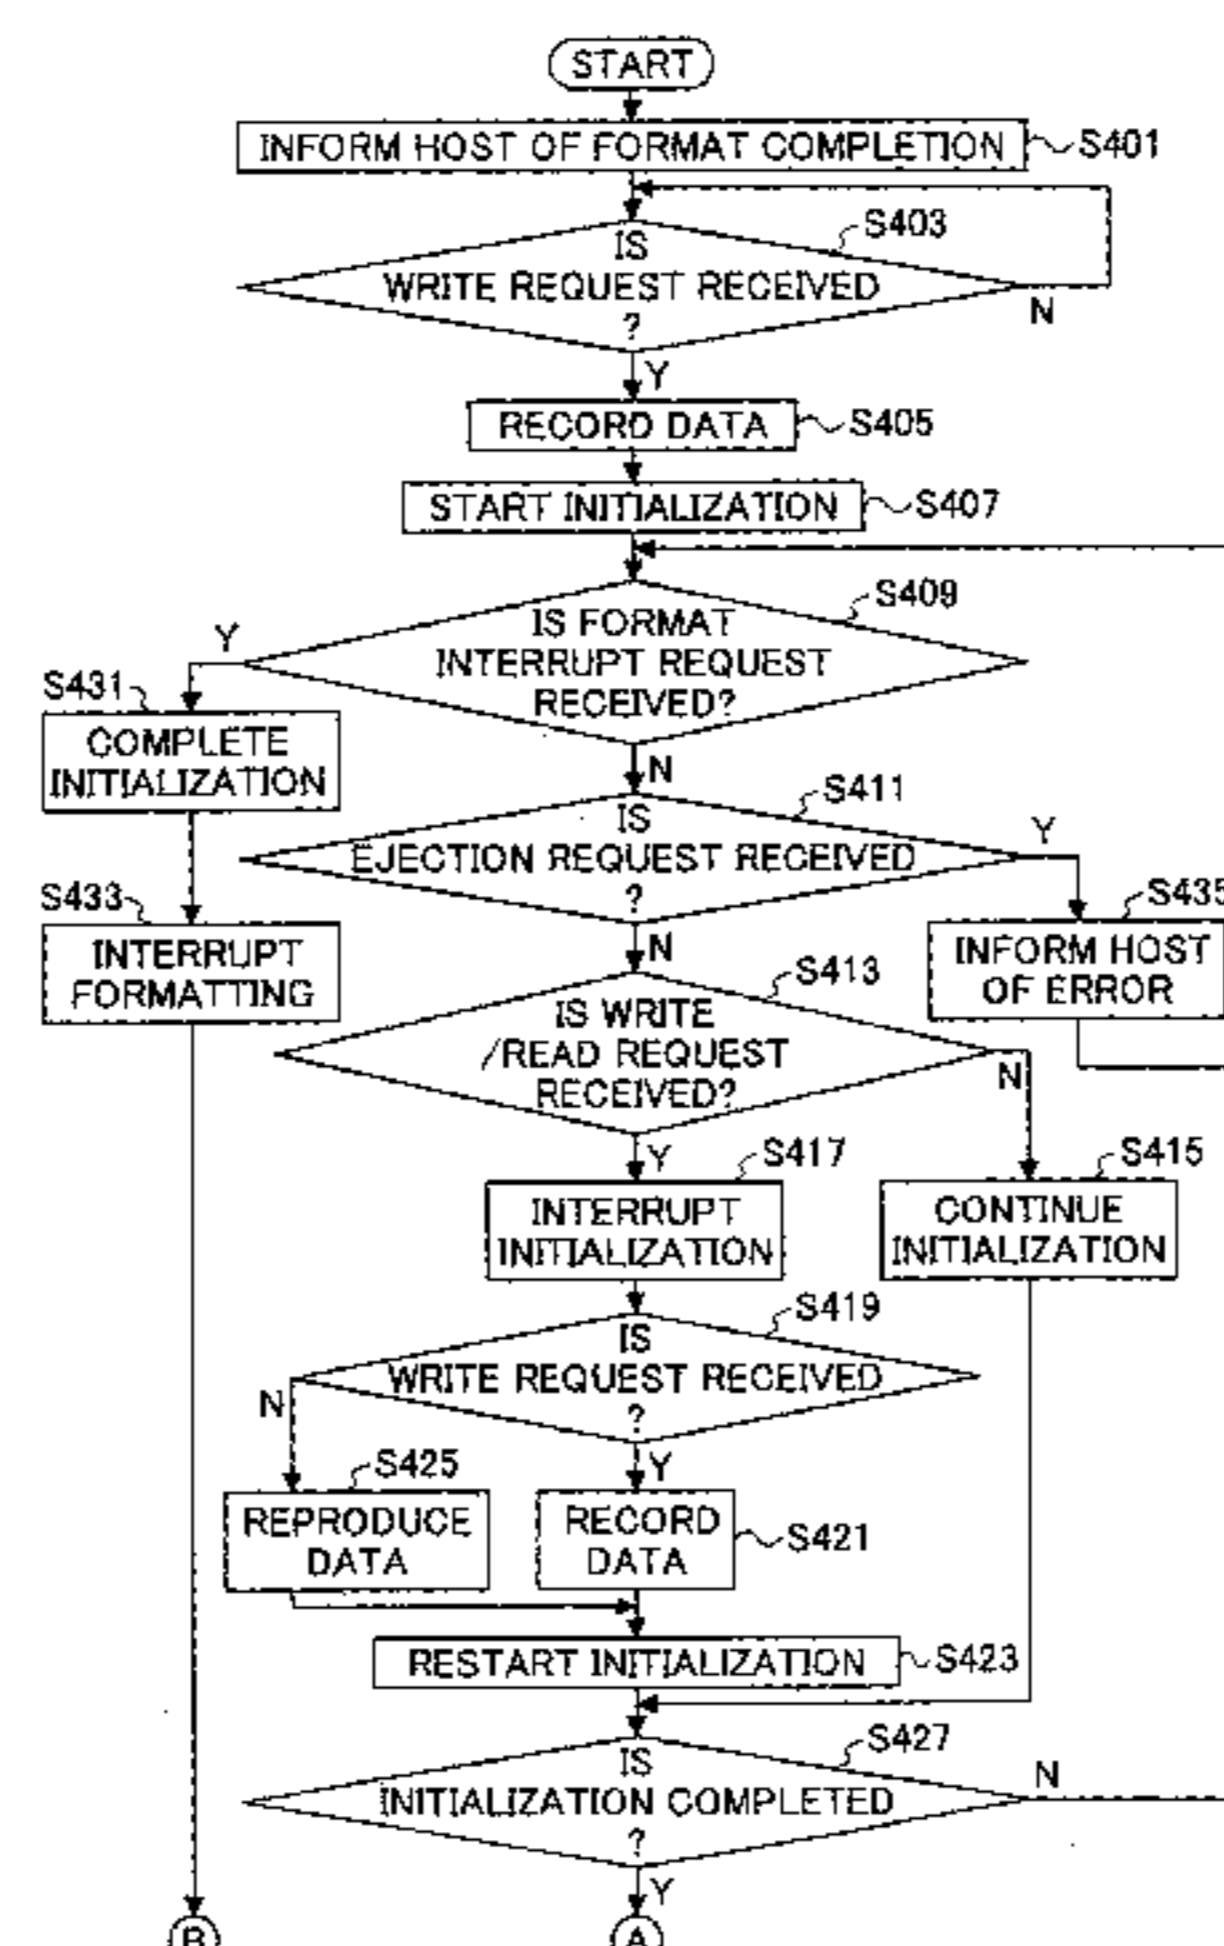 START
INFORM HOST OF FORMAT COMPLETION
S401
S403
IS
WRITE REQUEST RECEIVED
?
N
Y
RECORD DATA
S405
START INITIALIZATION
S407
S409
IS FORMAT
INTERRUPT REQUEST
RECEIVED?
Y
N
S431
COMPLETE
INITIALIZATION
S411
IS
EJECTION REQUEST RECEIVED
?
Y
N
S433
INTERRUPT
FORMATTING
S435
INFORM HOST
OF ERROR
S413
IS WRITE
/READ REQUEST
RECEIVED?
N
Y
S417
INTERRUPT
INITIALIZATION
S415
CONTINUE
INITIALIZATION
S419
IS
WRITE REQUEST RECEIVED
?
N
Y
S425
REPRODUCE
DATA
RECORD
DATA
S421
RESTART INITIALIZATION
S423
S427
IS
INITIALIZATION COMPLETED
?
N
Y
B
A